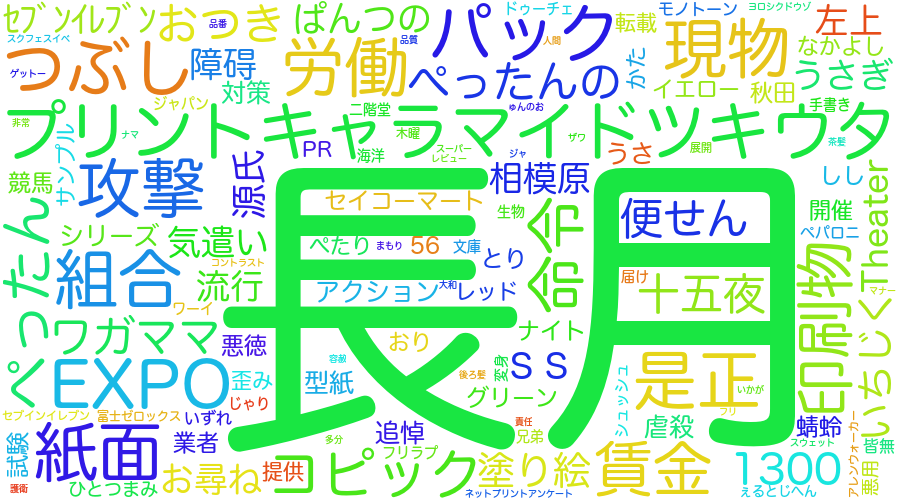 ｾﾌﾞﾝｲﾚﾌﾞﾝ
おつき
ぱんつの
パック
ドゥーチェ
モノトーン
ヨロシクドウゾ
スクフェスイベ
品番
転載
左上
つぶし
障碍
労働
品質
人間
現物
なかよし
ゲットー
対策
ぺったんの
かた
イエロー
秋田
うさぎ
ジャパン
二階堂
ゅんのお
手書き
非常
プリントキャラマイドツキウタ
ナマ
木曜
スーパー
レビュー
ザワ
展開
茶髪
サンプル
PR
海洋
ジャ
うさ
競馬
攻撃
源氏
相模原
しし
Theater
セイコーマート
生物
命令
便せん
開催
ペパロニ
ぺったん
シリーズ
気遣い
ぺたり
まもり
56
文庫
とり
コントラスト
組合
流行
アクション
大和
レッド
届け
十五夜
印刷物
マナー
長月
ワーイ
ワガママ
悪徳
おり
ナイト
いちじく
EXPO
歪み
型紙
容赦
後ろ髪
変身
ＳＳ
是正
いかが
じゃり
グリーン
シュッシュ
フリ
セブンイレブン
富士ゼロックス
いずれ
責任
虐殺
蜻蛉
アレンウォーカー
試験
紙面
業者
追悼
多分
兄弟
フリラブ
スウェット
皆無
護衛
ひとつまみ
お尋ね
提供
コピック
塗り絵
賃金
1300
悪用
ネットプリントアンケート
えるとじへん